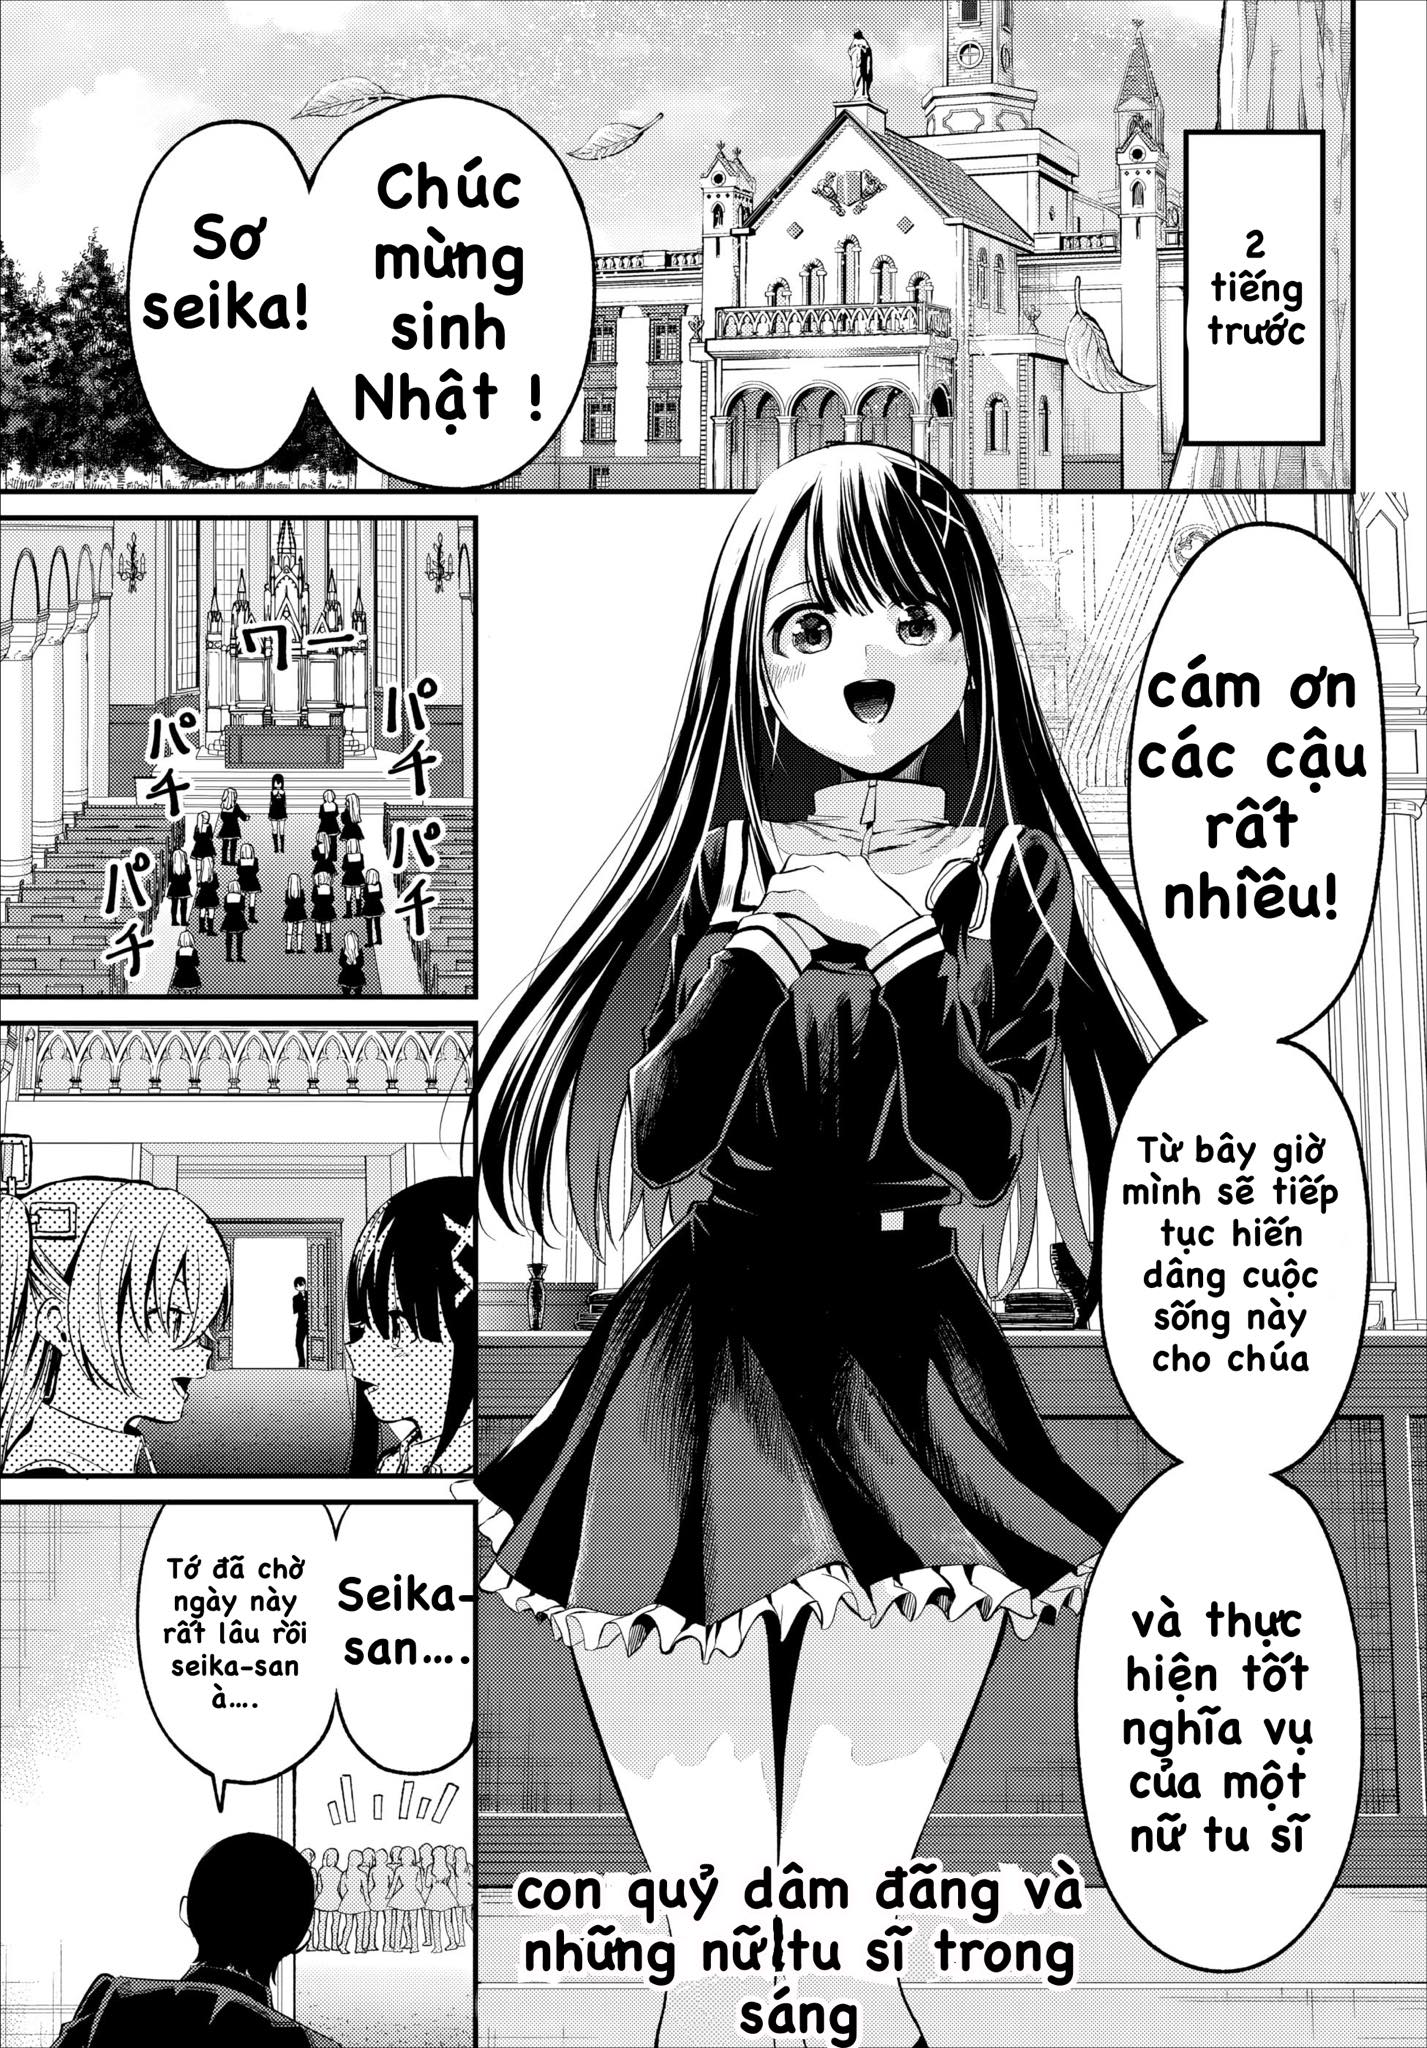 2
tiếng
trước
Chúc
mừng
sinh
Nhật !
Sơ
seika!
cám ơn
các cậu
rất
nhiều!
Từ bây giờ
mình sẽ tiếp
tục hiến
dâng cuộc
sống này
cho chúa
và thực
hiện tốt
nghĩa vụ
của một
nữ tu sĩ
ワー
パチ
パチ
パチ
パチ
Seika-
san....
Tớ đã chờ
ngày này
rất lâu rồi
seika-san
à....
con quỷ dâm đãng và
những nữ tu sĩ trong
sáng